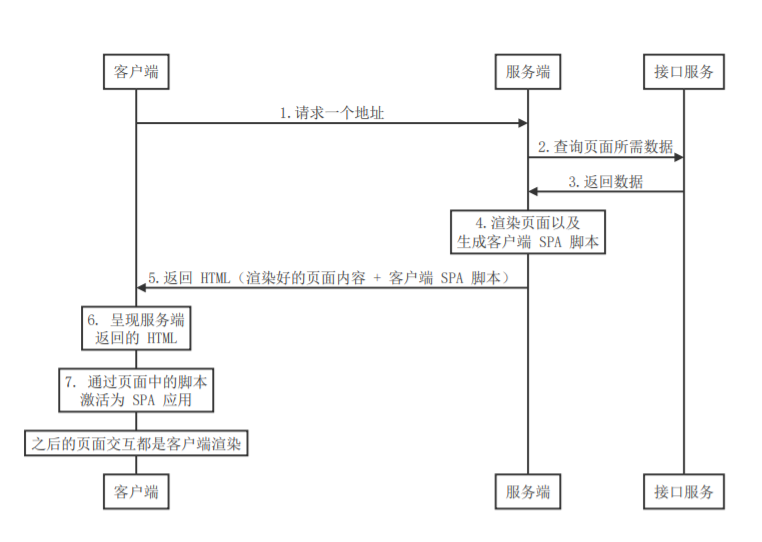 客户端
服务端
接口服务
1.请求一个地址
2.查询页面所需数据
3.返回数据
4.渲染页面以及
生成客户端 SPA 脚本
5.返回 HTML（渲染好的页面内容 + 客户端 SPA 脚本）
6. 呈现服务端
返回的 HTML
7. 通过页面中的脚本
激活为 SPA 应用
之后的页面交互都是客户端渲染
客户端
服务端
接口服务